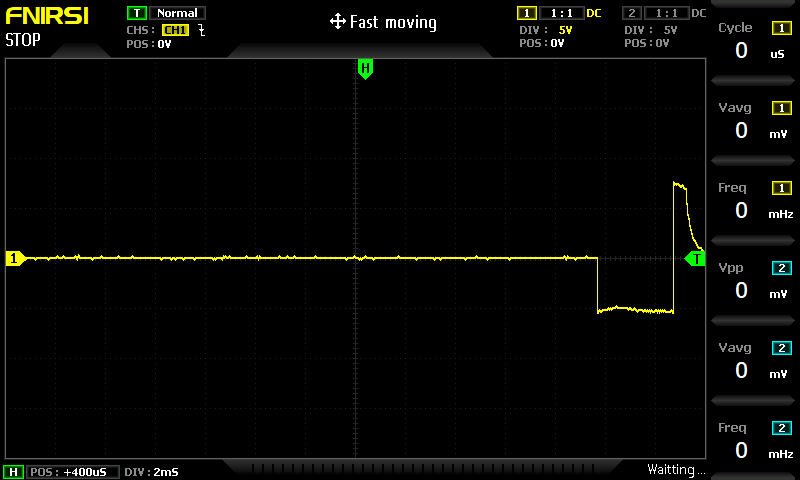 FNIRSI
STOP
T Normal
CHS: CH1
POS: 0V
Fast moving
1 1:1 DC
DIV: 5V
POS: 0V
2 1:1 DC
DIV: 5V
POS: 0V
H
1
T
Cycle 1
0 uS
Vavg 1
0 mV
Freq 1
0 mHz
Vpp 2
0 mV
Vavg 2
0 mV
Freq 2
0 mHz
H POS: +400uS DIV: 2mS
Waitting...